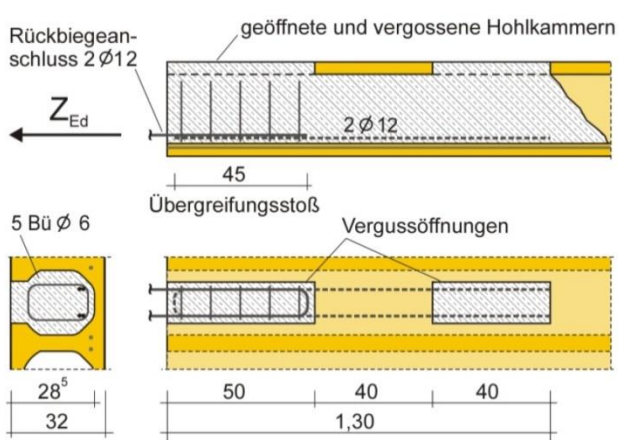 Rückbiegean-
schluss 2 Ø12
geöffnete und vergossene Hohlkammern
Z_Ed
2 Ø 12
45
Übergreifungsstoß
5 Bü Ø 6
Vergussöffnungen
28⁵
32
50
40
40
1,30